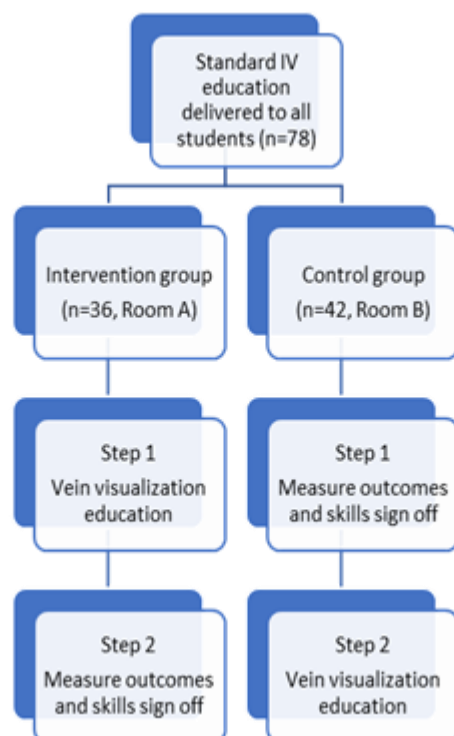 Standard IV
education
delivered to all
students (n=78)
Intervention group
(n=36, Room A)
Control group
(n=42, Room B)
Step 1
Vein visualization
education
Step 1
Measure outcomes
and skills sign off
Step 2
Measure outcomes
and skills sign off
Step 2
Vein visualization
education